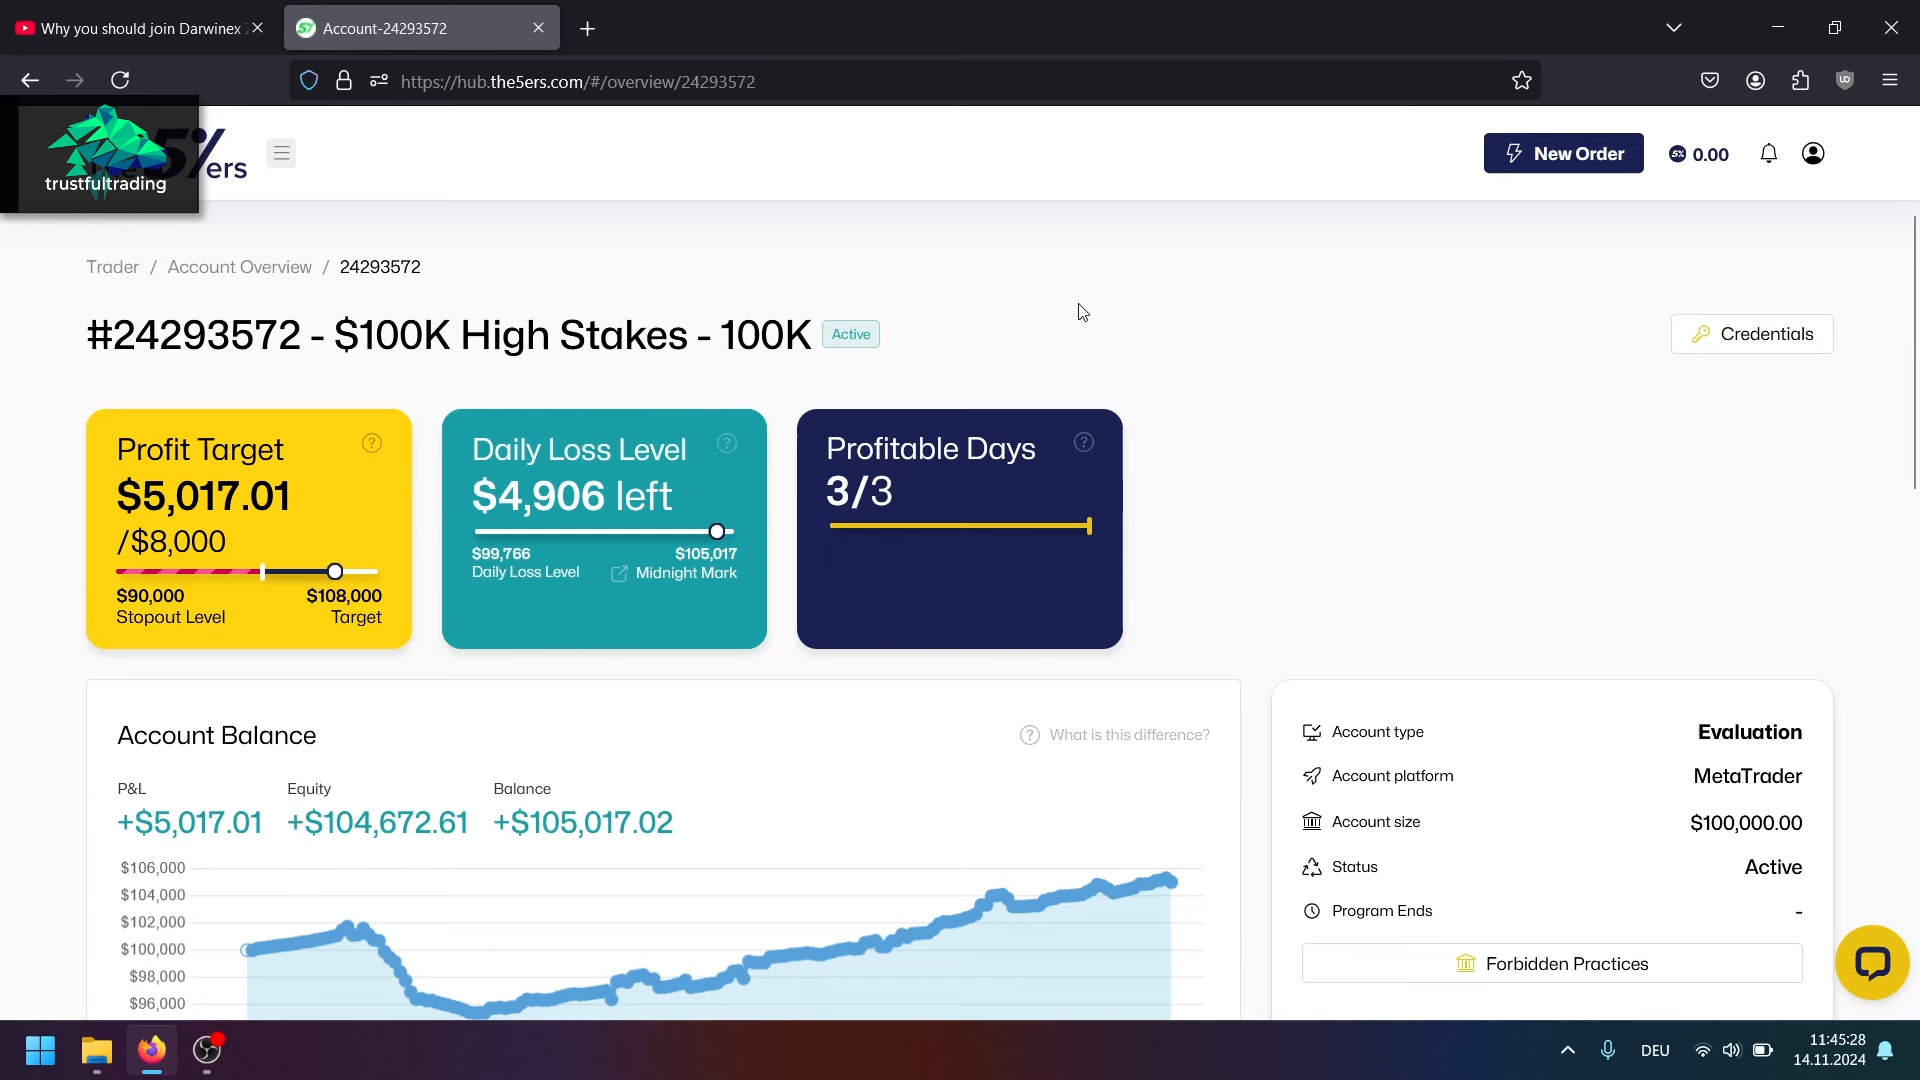 Why you should join Darwinex
Account-24293572
https://hub.the5ers.com/#/overview/24293572
trustfultrading
5%ers
New Order
0.00
Trader / Account Overview / 24293572
#24293572 - $100K High Stakes - 100K
Active
Credentials
Profit Target
$5,017.01
/$8,000
$90,000
$108,000
Stopout Level
Target
Daily Loss Level
$4,906 left
$99,766
$105,017
Daily Loss Level
Midnight Mark
Profitable Days
3/3
Account Balance
What is this difference?
P&L
Equity
Balance
+$5,017.01
+$104,672.61
+$105,017.02
$106,000
$104,000
$102,000
$100,000
$98,000
$96,000
Account type
Evaluation
Account platform
MetaTrader
Account size
$100,000.00
Status
Active
Program Ends
-
Forbidden Practices
DEU
11:45:28
14.11.2024